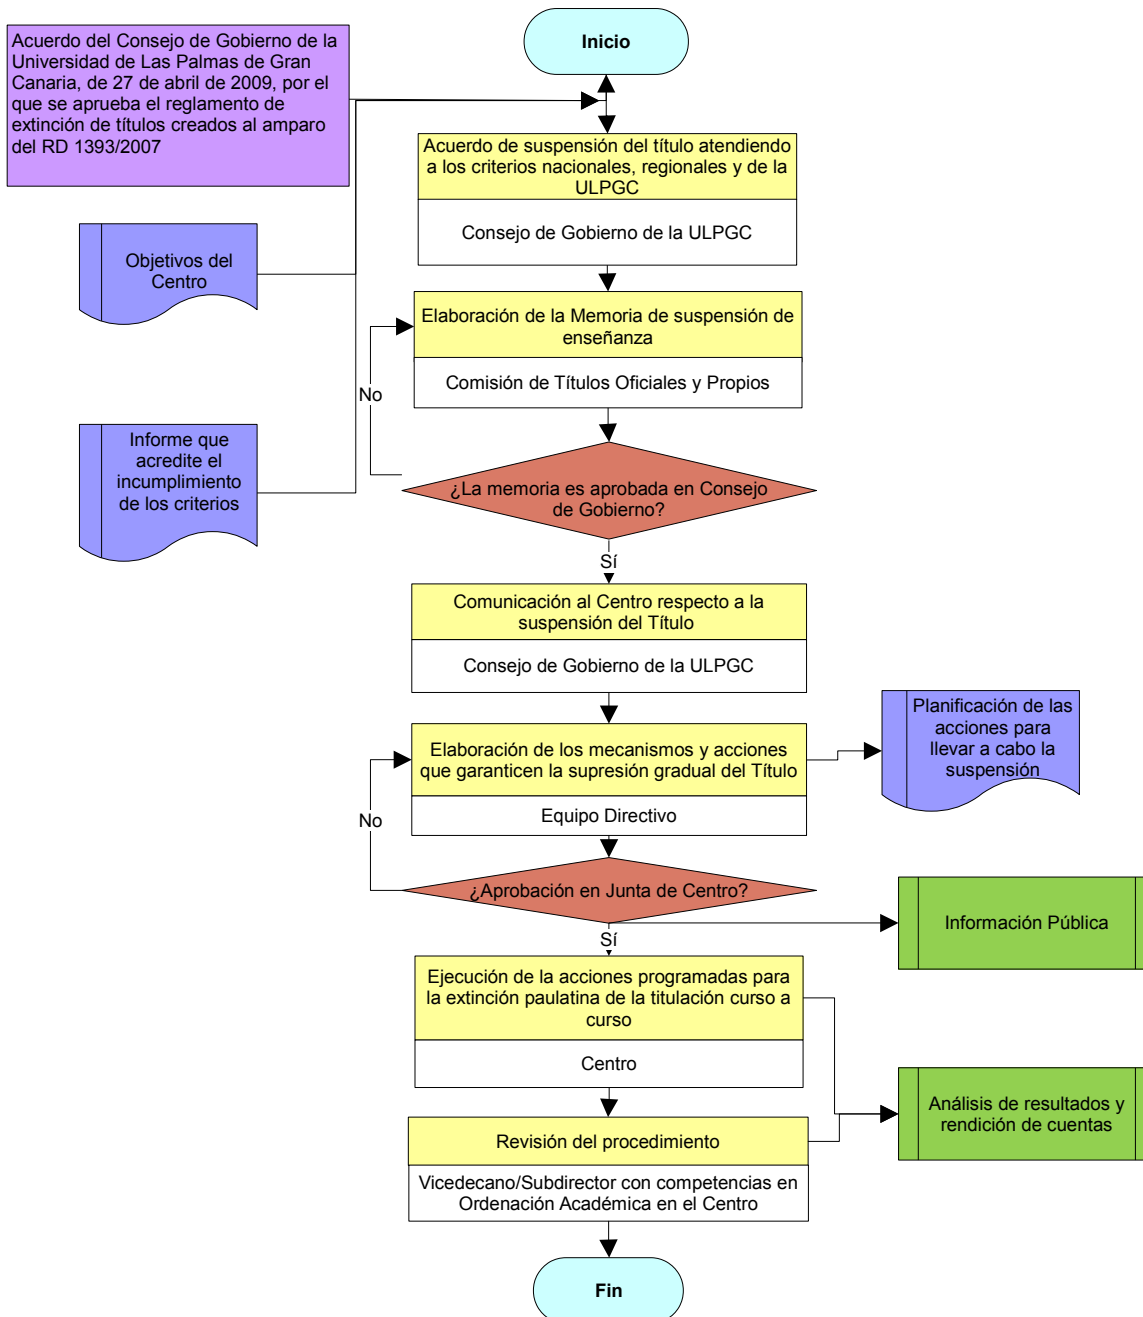 Inicio
Acuerdo del Consejo de Gobierno de la
Universidad de Las Palmas de Gran
Canaria, de 27 de abril de 2009, por el
que se aprueba el reglamento de
extinción de títulos creados al amparo
del RD 1393/2007
Acuerdo de suspensión del título atendiendo
a los criterios nacionales, regionales y de la
ULPGC
Consejo de Gobierno de la ULPGC
Objetivos del
Centro
Elaboración de la Memoria de suspensión de
enseñanza
Comisión de Títulos Oficiales y Propios
No
Informe que
acredite el
incumplimiento
de los criterios
¿La memoria es aprobada en Consejo
de Gobierno?
Sí
Comunicación al Centro respecto a la
suspensión del Título
Consejo de Gobierno de la ULPGC
Elaboración de los mecanismos y acciones
que garanticen la supresión gradual del Título
Equipo Directivo
Planificación de las
acciones para
llevar a cabo la
suspensión
No
¿Aprobación en Junta de Centro?
Información Pública
Sí
Ejecución de la acciones programadas para
la extinción paulatina de la titulación curso a
curso
Centro
Análisis de resultados y
rendición de cuentas
Revisión del procedimiento
Vicedecano/Subdirector con competencias en
Ordenación Académica en el Centro
Fin